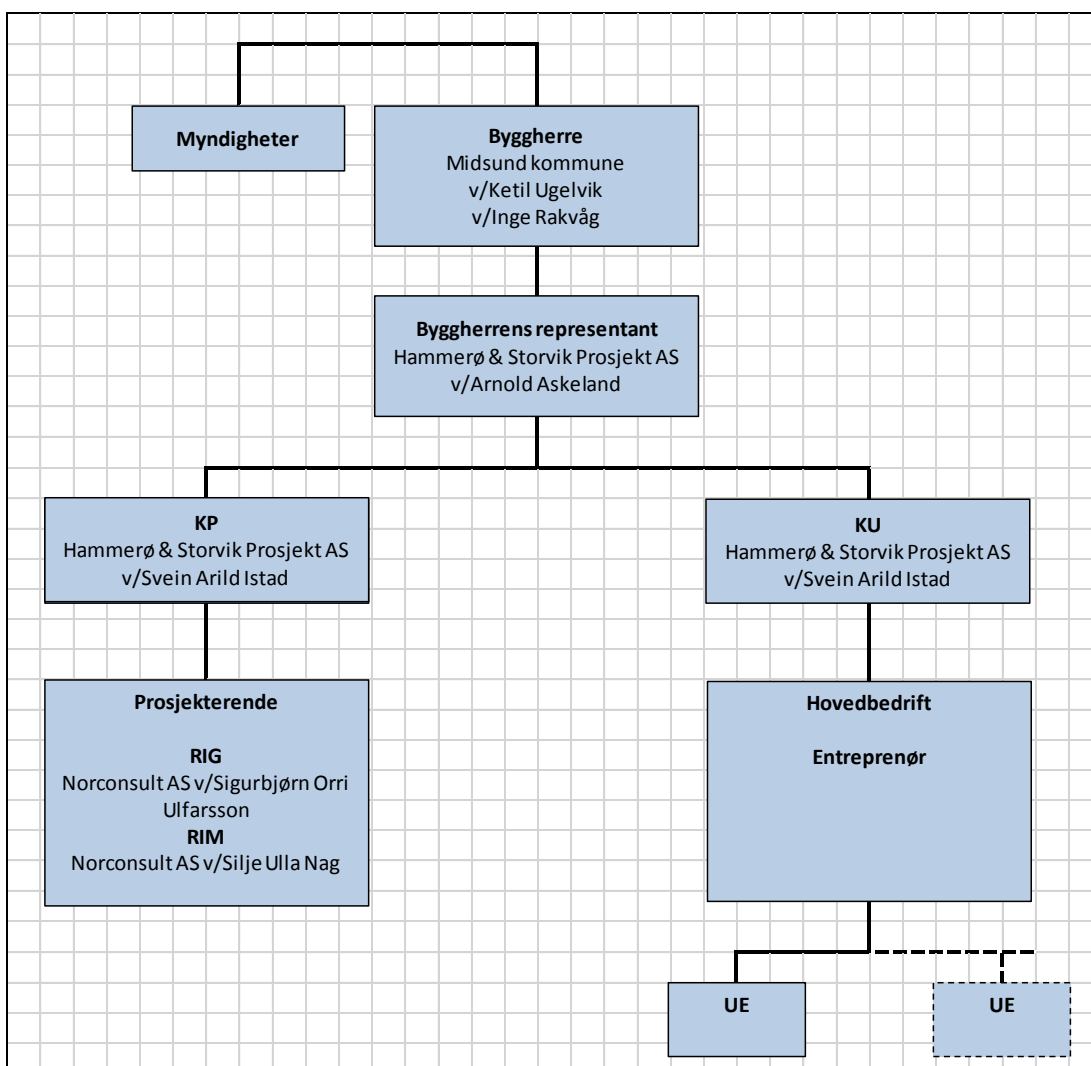 Myndigheter
Byggherre
Midsund kommune
v/Ketil Ugelvik
v/Inge Rakvåg
Byggherrens representant
Hammerø & Storvik Prosjekt AS
v/Arnold Askeland
KP
Hammerø & Storvik Prosjekt AS
v/Svein Arild Istad
KU
Hammerø & Storvik Prosjekt AS
v/Svein Arild Istad
Prosjekterende
RIG
Norconsult AS v/Sigurbjørn Orri
Ulfarsson
RIM
Norconsult AS v/Silje Ulla Nag
Hovedbedrift
Entreprenør
UE
UE